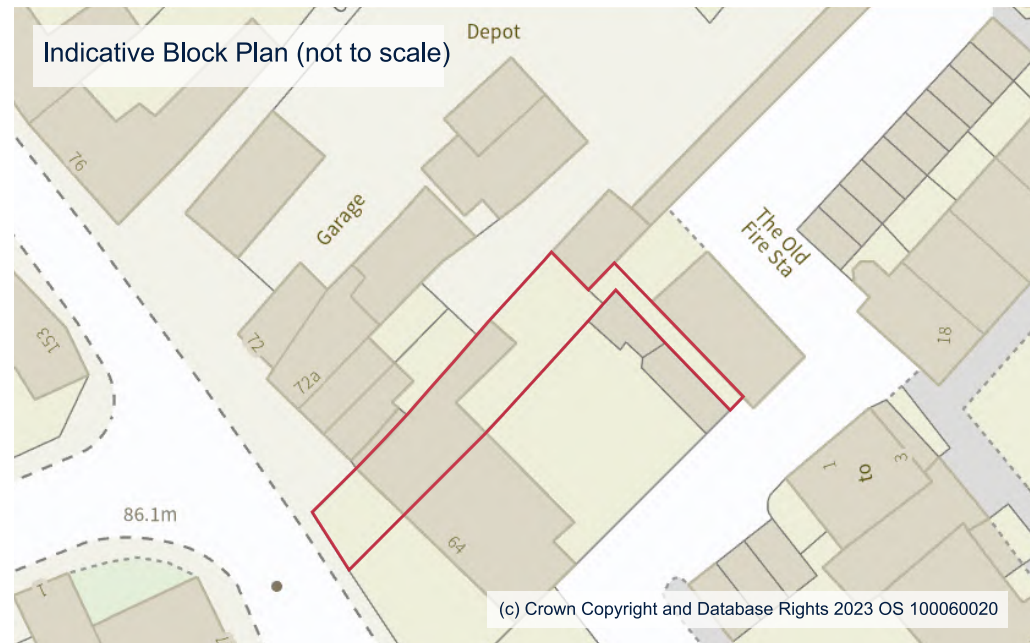 Depot
Indicative Block Plan (not to scale)
76
Garage
The Old
Fire Sta
153
72
72a
18
1
to
3
86.1m
64
1
(c) Crown Copyright and Database Rights 2023 OS 100060020